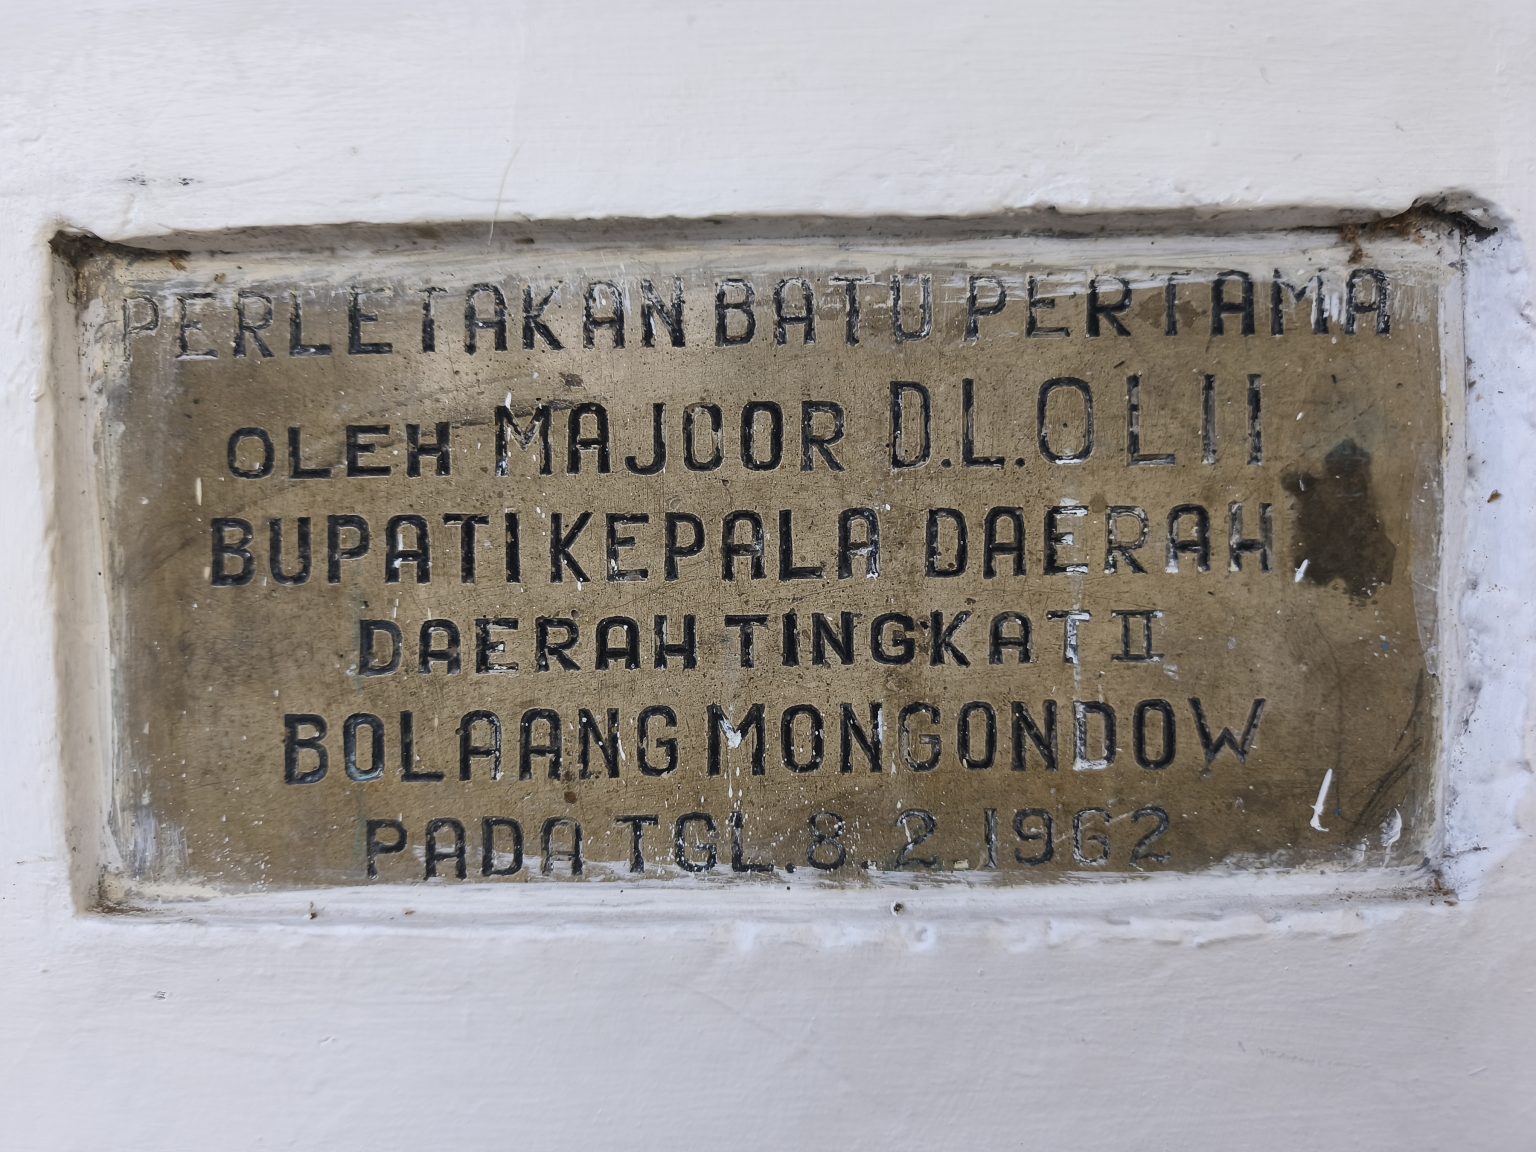 PERLETAKAN BATU PERTAMA
OLEH MAJOOR D.L.OLII
BUPATI KEPALA DAERAH
DAERAH TINGKAT II
BOLAANG MONGONDOW
PADA TGL.8.2.1962